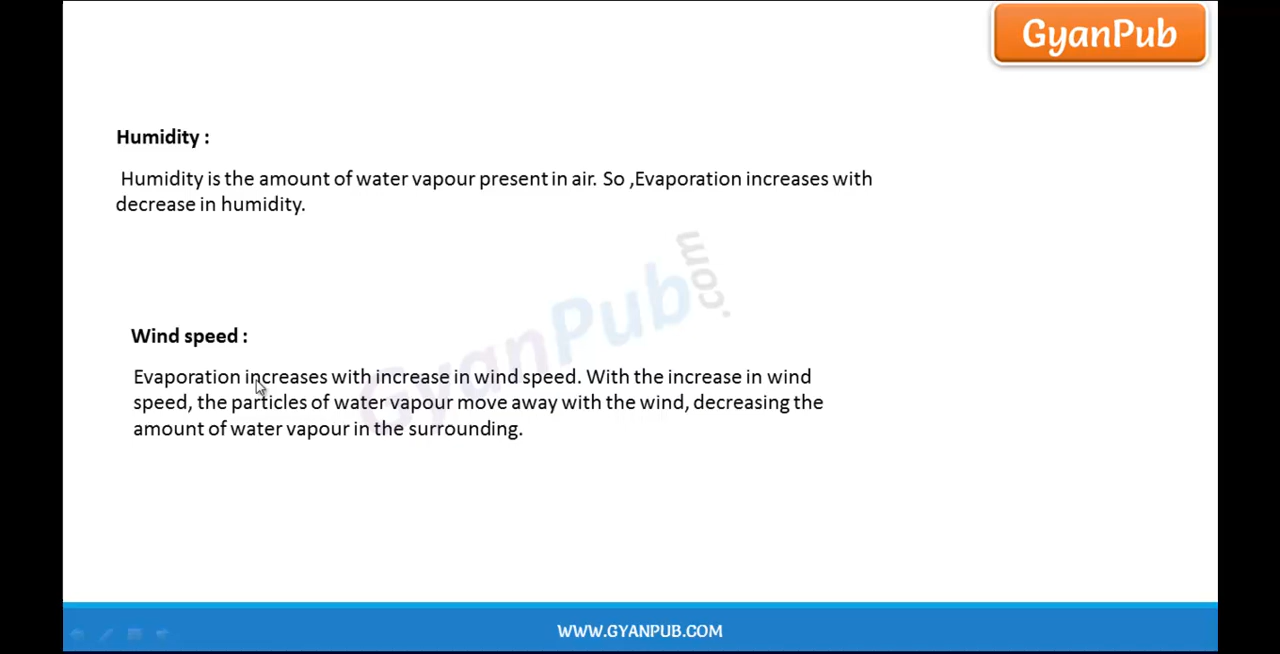 GyanPub
Humidity :
Humidity is the amount of water vapour present in air. So ,Evaporation increases with
decrease in humidity.
GyanPub.com
Wind speed :
Evaporation increases with increase in wind speed. With the increase in wind
speed, the particles of water vapour move away with the wind, decreasing the
amount of water vapour in the surrounding.
WWW.GYANPUB.COM